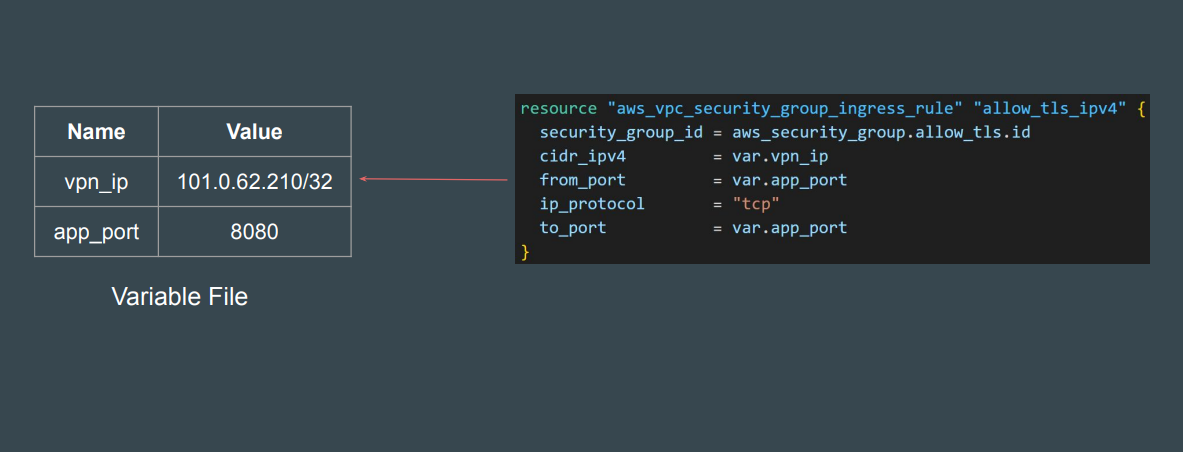 Name Value
vpn_ip 101.0.62.210/32
app_port 8080
Variable File
resource "aws_vpc_security_group_ingress_rule" "allow_tls_ipv4" {
  security_group_id = aws_security_group.allow_tls.id
  cidr_ipv4         = var.vpn_ip
  from_port         = var.app_port
  ip_protocol       = "tcp"
  to_port           = var.app_port
}